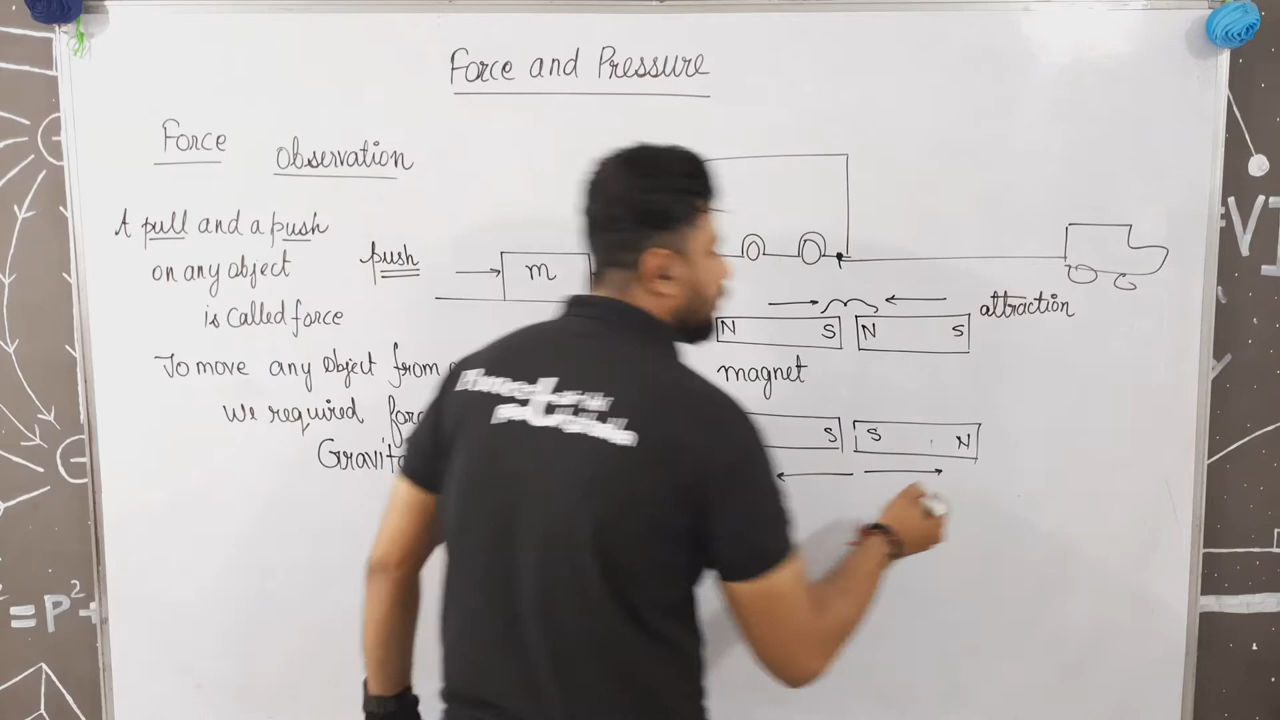 Force and Pressure
Force
Observation
A pull and a push
on any object
is called force
To move any object from
We required
push
m
attraction
N S N S
magnet
S S N
=P²+
=V